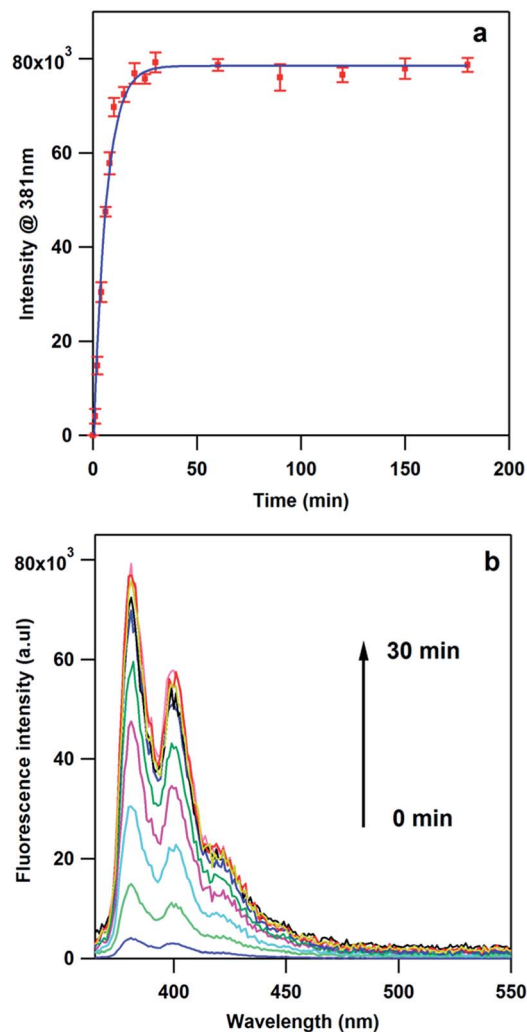 a
80x10³
60
40
20
0
Intensity @ 381nm
0 50 100 150 200
Time (min)
b
80x10³
60
40
20
0
Fluorescence intensity (a.ul)
30 min
0 min
400 450 500 550
Wavelength (nm)